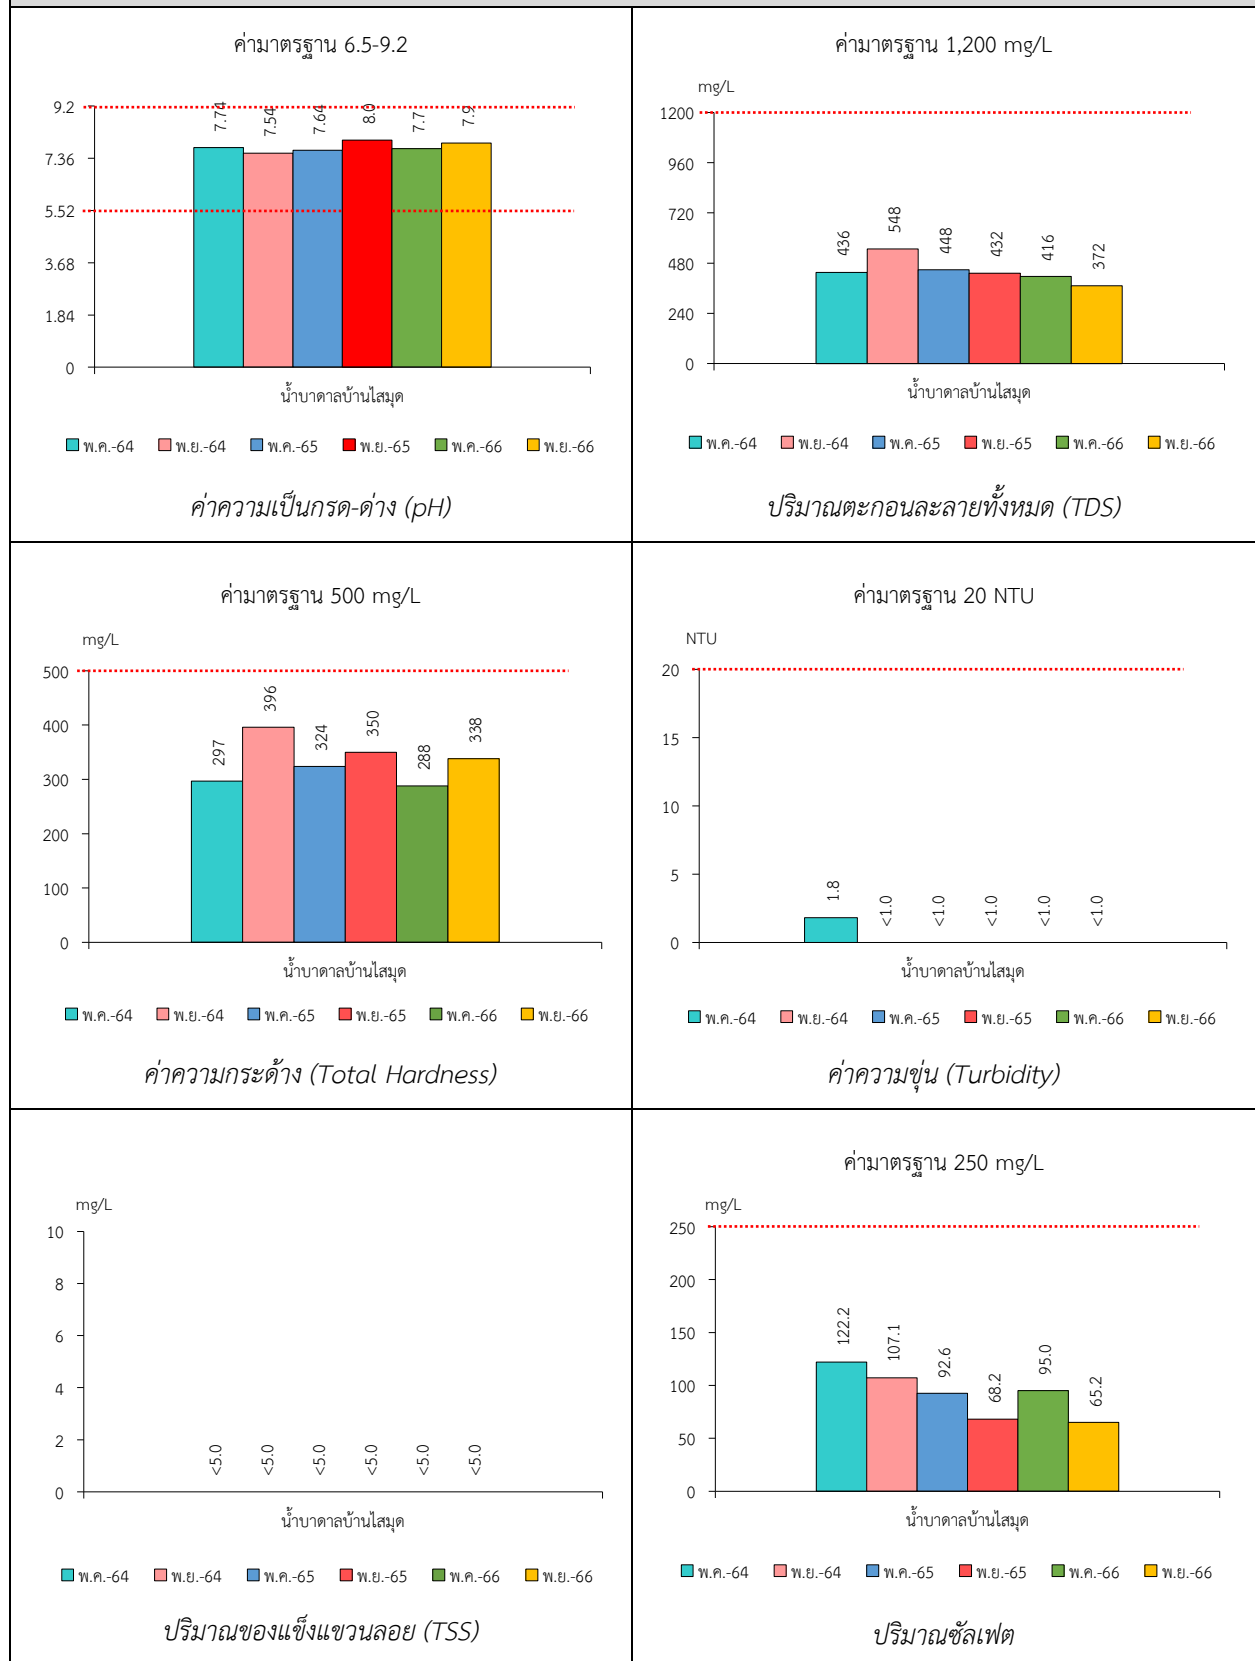 ค่ามาตรฐาน 6.5-9.2
9.2
7.36
5.52
3.68
1.84
0
7.74
7.54
7.64
8.0
7.7
7.9
น้ำบาดาลบ้านไสมุด
พ.ค.-64 พ.ย.-64 พ.ค.-65 พ.ย.-65 พ.ค.-66 พ.ย.-66
ค่าความเป็นกรด-ด่าง (pH)
ค่ามาตรฐาน 1,200 mg/L
mg/L
1200
960
720
480
240
0
436
548
448
432
416
372
น้ำบาดาลบ้านไสมุด
พ.ค.-64 พ.ย.-64 พ.ค.-65 พ.ย.-65 พ.ค.-66 พ.ย.-66
ปริมาณตะกอนละลายทั้งหมด (TDS)
ค่ามาตรฐาน 500 mg/L
mg/L
500
400
300
200
100
0
297
396
324
350
288
338
น้ำบาดาลบ้านไสมุด
พ.ค.-64 พ.ย.-64 พ.ค.-65 พ.ย.-65 พ.ค.-66 พ.ย.-66
ค่าความกระด้าง (Total Hardness)
ค่ามาตรฐาน 20 NTU
NTU
20
15
10
5
0
1.8
<1.0
<1.0
<1.0
<1.0
<1.0
น้ำบาดาลบ้านไสมุด
พ.ค.-64 พ.ย.-64 พ.ค.-65 พ.ย.-65 พ.ค.-66 พ.ย.-66
ค่าความขุ่น (Turbidity)
mg/L
10
8
6
4
2
0
<5.0
<5.0
<5.0
<5.0
<5.0
<5.0
น้ำบาดาลบ้านไสมุด
พ.ค.-64 พ.ย.-64 พ.ค.-65 พ.ย.-65 พ.ค.-66 พ.ย.-66
ปริมาณของแข็งแขวนลอย (TSS)
ค่ามาตรฐาน 250 mg/L
mg/L
250
200
150
100
50
0
122.2
107.1
92.6
68.2
95.0
65.2
น้ำบาดาลบ้านไสมุด
พ.ค.-64 พ.ย.-64 พ.ค.-65 พ.ย.-65 พ.ค.-66 พ.ย.-66
ปริมาณซัลเฟต